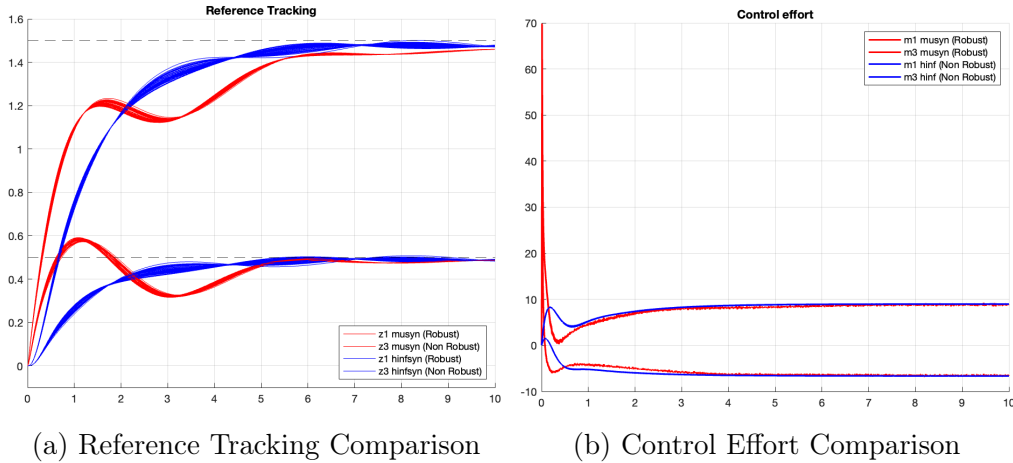 Reference Tracking
1.6
1.4
1.2
1
0.8
0.6
0.4
0.2
0
0 1 2 3 4 5 6 7 8 9 10
z1 musyn (Robust)
z3 musyn (Non Robust)
z1 hinfsyn (Robust)
z3 hinfsyn (Non Robust)
(a) Reference Tracking Comparison
Control effort
70
60
50
40
30
20
10
0
-10
0 1 2 3 4 5 6 7 8 9 10
m1 musyn (Robust)
m3 musyn (Robust)
m1 hinf (Non Robust)
m3 hinf (Non Robust)
(b) Control Effort Comparison